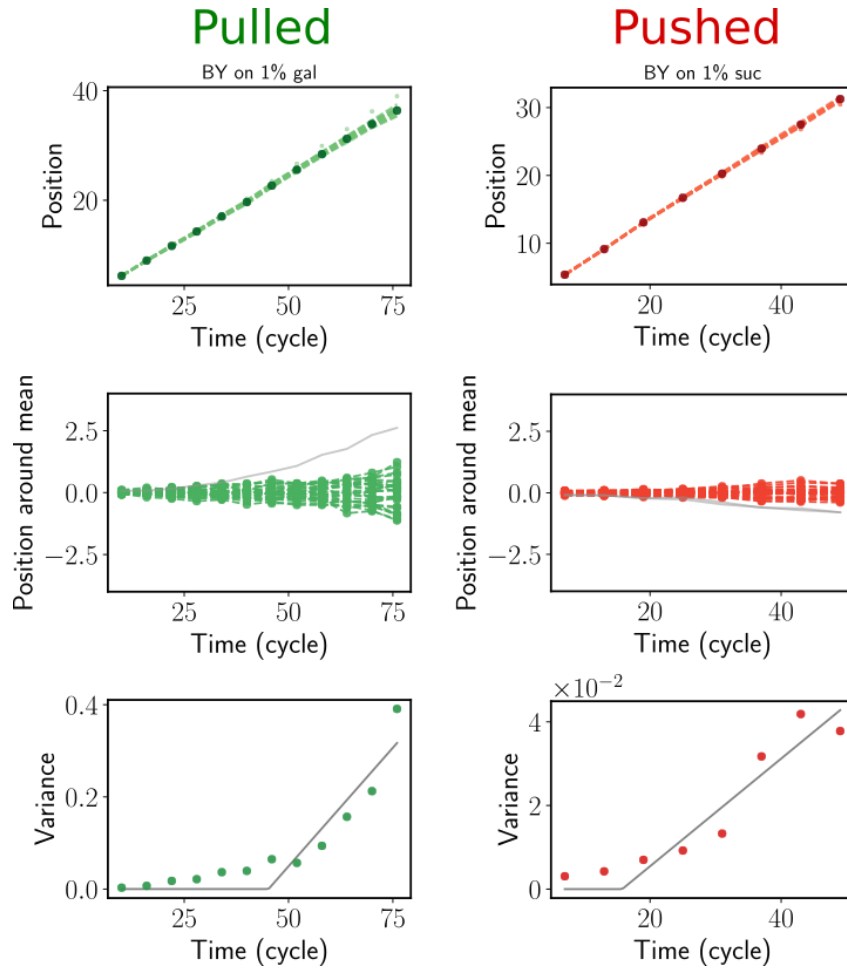 Pulled
Pushed
BY on 1% gal
BY on 1% suc
Position
40
20
25
50
75
Time (cycle)
Position
30
20
10
20
40
Time (cycle)
Position around mean
2.5
0.0
−2.5
25
50
75
Time (cycle)
Position around mean
2.5
0.0
−2.5
20
40
Time (cycle)
Variance
0.4
0.2
0.0
25
50
75
Time (cycle)
×10⁻²
Variance
4
2
0
20
40
Time (cycle)